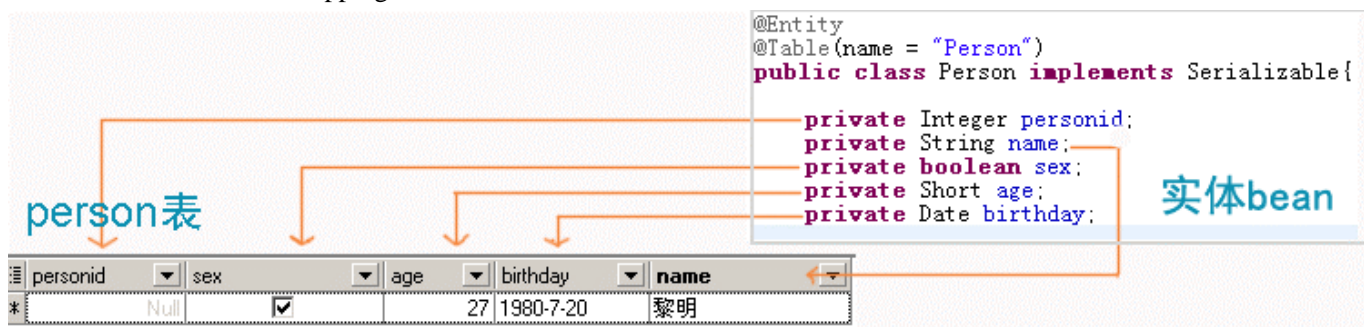 pping
@Entity
@Table(name = "Person")
public class Person implements Serializable{
private Integer personid;
private String name;
private boolean sex;
private Short age;
private Date birthday;
实体bean
person表
personid sex age birthday name
* Null 27 1980-7-20 黎明